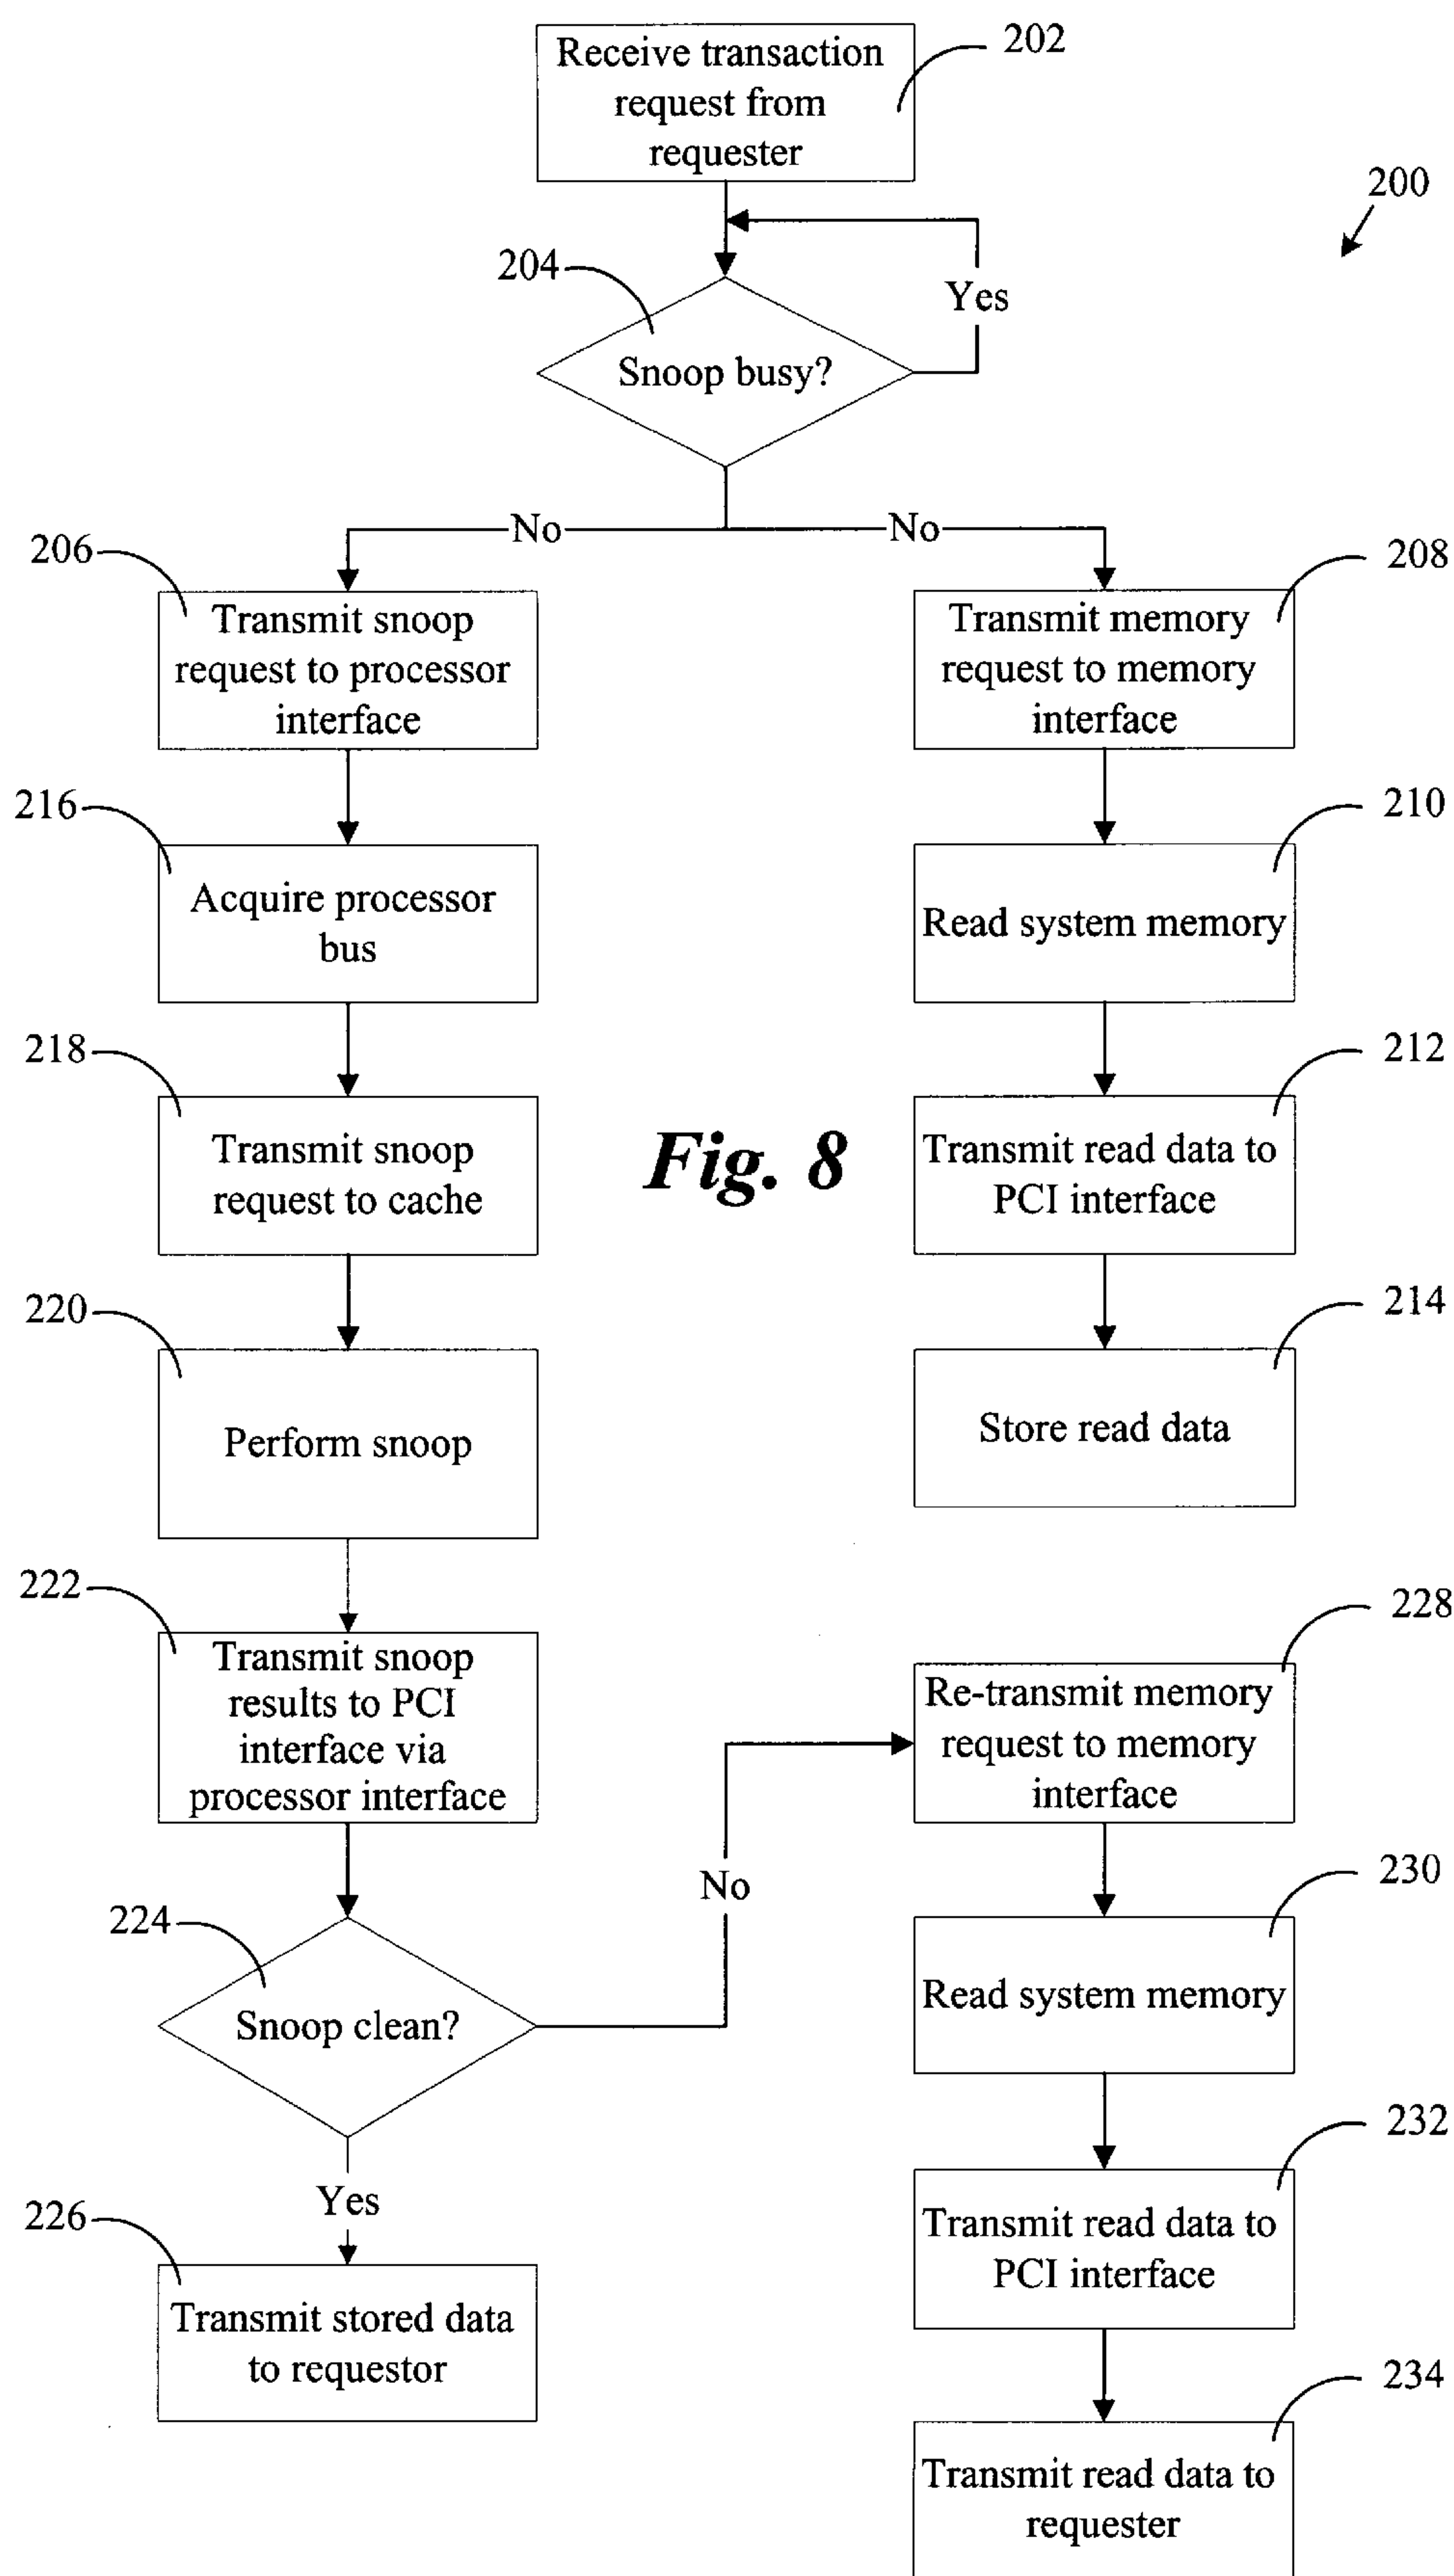 Receive transaction
request from
requester
202
200
204
Snoop busy?
Yes
No
No
206
Transmit snoop
request to processor
interface
208
Transmit memory
request to memory
interface
216
Acquire processor
bus
210
Read system memory
218
Transmit snoop
request to cache
Fig. 8
212
Transmit read data to
PCI interface
220
Perform snoop
214
Store read data
222
Transmit snoop
results to PCI
interface via
processor interface
228
Re-transmit memory
request to memory
interface
No
224
Snoop clean?
230
Read system memory
Yes
226
Transmit stored data
to requestor
232
Transmit read data to
PCI interface
234
Transmit read data to
requester